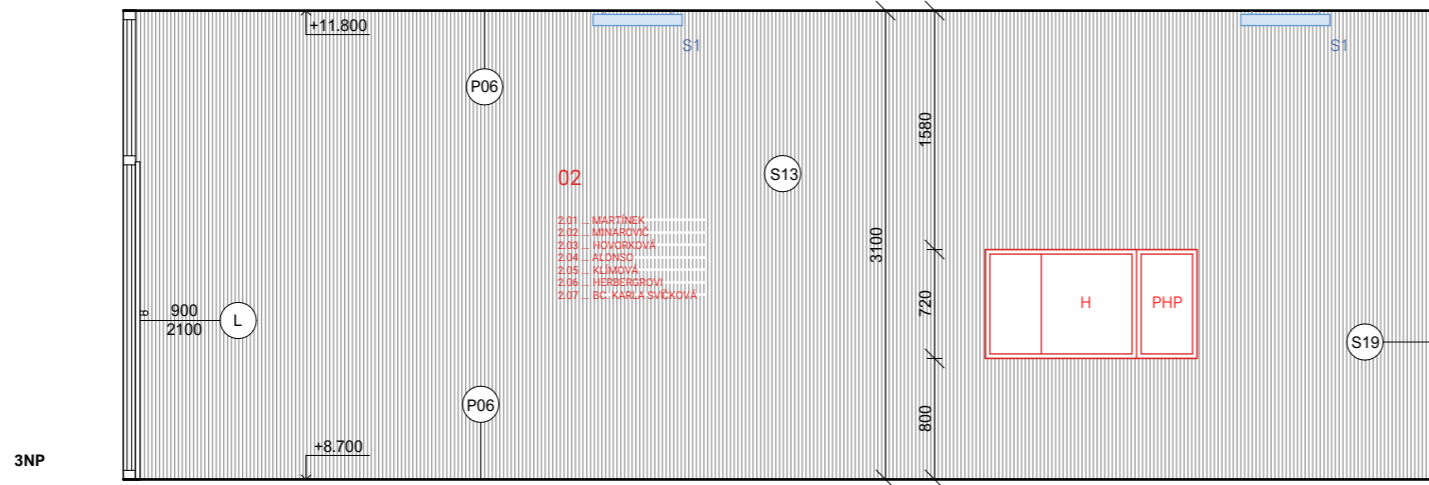 +11.800
S1
S1
P06
1580
02
S13
2.01 ... MARTÍNEK
2.02 ... MINAROVIČ
2.03 ... HOVORKOVÁ
2.04 ... ALONSO
2.05 ... KLÍMOVÁ
2.06 ... HERBERGROVI
2.07 ... BC. KARLA SVÍČKOVÁ
3100
900
2100
L
720
H
PHP
S19
P06
800
+8.700
3NP